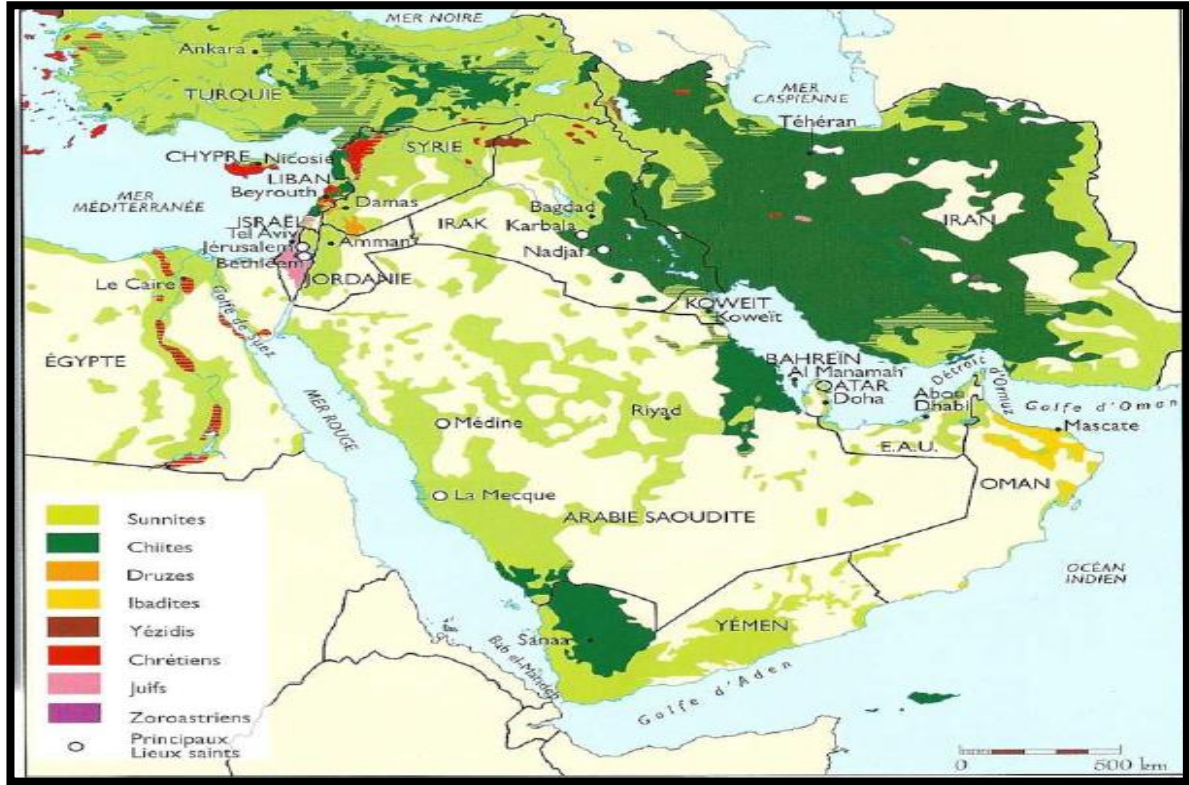 MER NOIRE
Ankara
TURQUIE
MER
CASPIENNE
Téhéran
CHYPRE
Nicosie
SYRIE
LIBAN
Beyrouth
Damas
MER
MÉDITERRANÉE
IRAN
Bagdad
IRAK
Karbala
Nadjaf
ISRAËL
Tel Aviv
Jérusalem
Bethléem
Amman
JORDANIE
Le Caire
Golfe de Suez
KOWEIT
Koweït
ÉGYPTE
BAHREÏN
Al Manamah
QATAR
Doha
Détroit
d'Ormuz
Abou
Dhabi
Golfe d'Oman
MER ROUGE
Médine
Riyad
Mascate
E.A.U.
OMAN
La Mecque
ARABIE SAOUDITE
OCÉAN
INDIEN
Sanaa
YÉMEN
Bab el-Mandeb
Golfe d'Aden
Sunnites
Chiites
Druzes
Ibadites
Yézidis
Chrétiens
Juifs
Zoroastriens
Principaux
Lieux saints
0 500 km